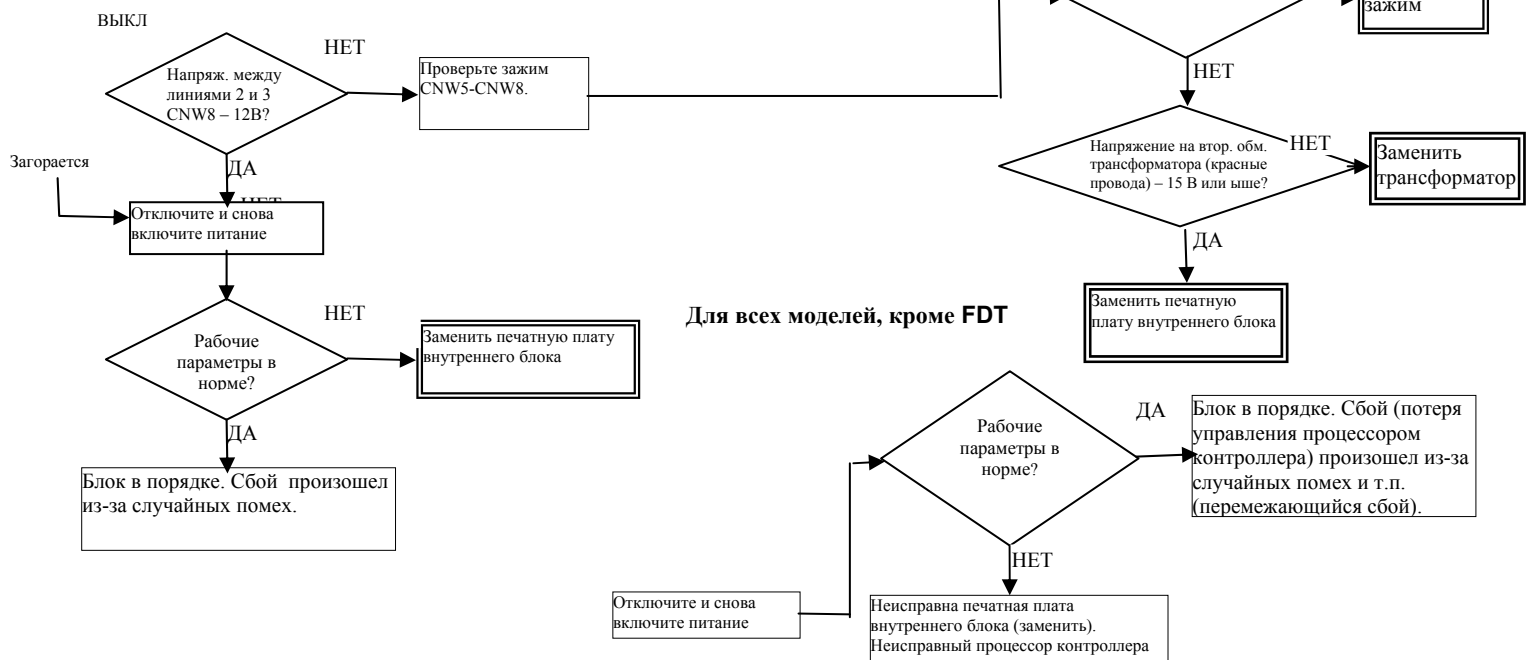 ВЫКЛ
НЕТ
Напряж. между
линиями 2 и 3
CNW8 – 12В?
Проверьте зажим
CNW5-CNW8.
ДА
Загорается
Отключите и снова
включите питание
Рабочие
параметры в
норме?
НЕТ
Заменить печатную плату
внутреннего блока
ДА
Блок в порядке. Сбой произошел
из-за случайных помех.
зажим
НЕТ
Напряжение на втор. обм.
трансформатора (красные
провода) – 15 В или ыше?
НЕТ
Заменить
трансформатор
ДА
Заменить печатную
плату внутреннего блока
Для всех моделей, кроме FDT
Рабочие
параметры в
норме?
ДА
Блок в порядке. Сбой (потеря
управления процессором
контроллера) произошел из-за
случайных помех и т.п.
(перемежающийся сбой).
НЕТ
Отключите и снова
включите питание
Неисправна печатная плата
внутреннего блока (заменить).
Неисправный процессор контроллера